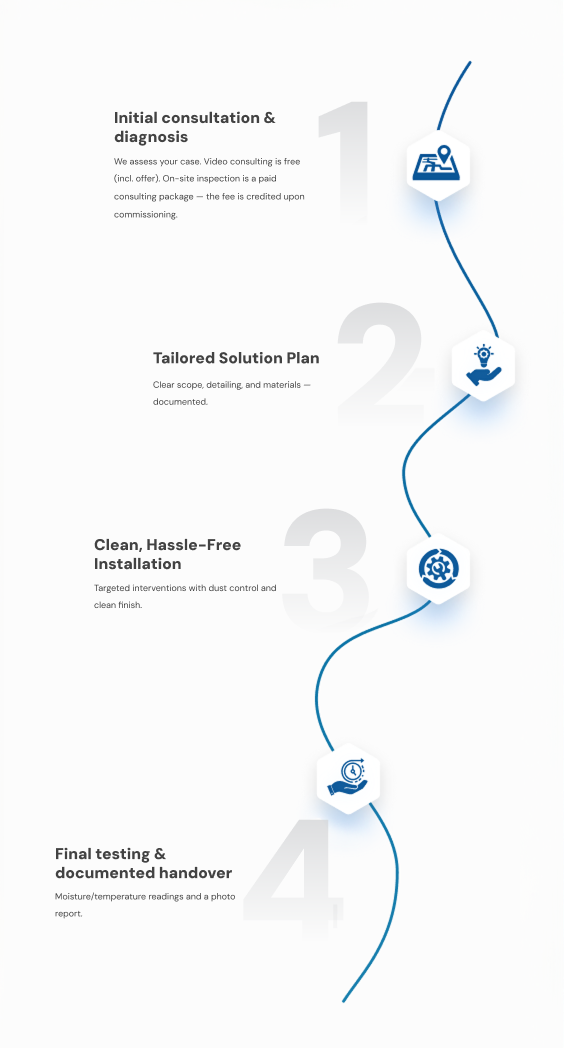 1
Initial consultation &
diagnosis
We assess your case. Video consulting is free
(incl. offer). On-site inspection is a paid
consulting package — the fee is credited upon
commissioning.
2
Tailored Solution Plan
Clear scope, detailing, and materials —
documented.
3
Clean, Hassle-Free
Installation
Targeted interventions with dust control and
clean finish.
4
Final testing &
documented handover
Moisture/temperature readings and a photo
report.